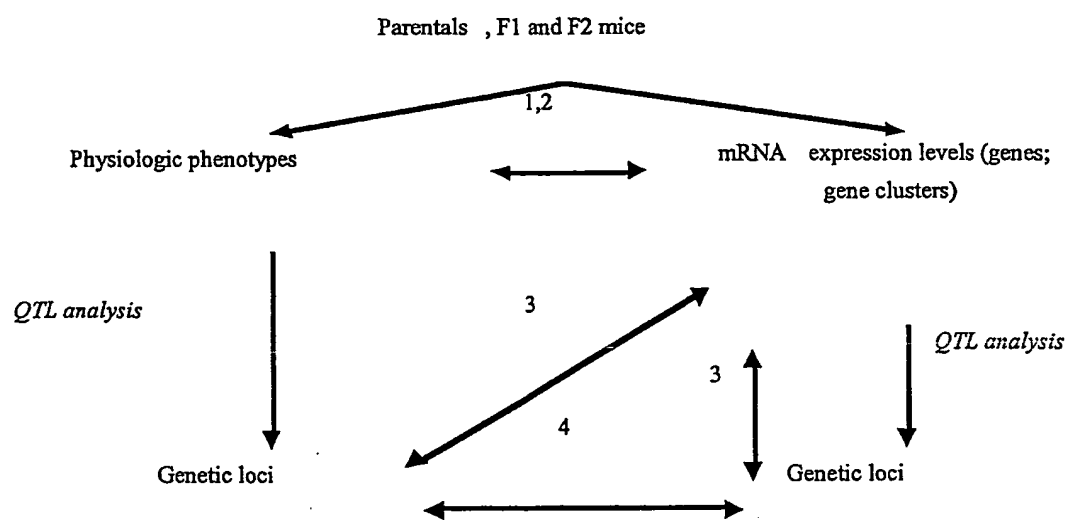 Parentals , F1 and F2 mice
1,2
Physiologic phenotypes
mRNA expression levels (genes;
gene clusters)
QTL analysis
3
QTL analysis
3
4
Genetic loci
Genetic loci